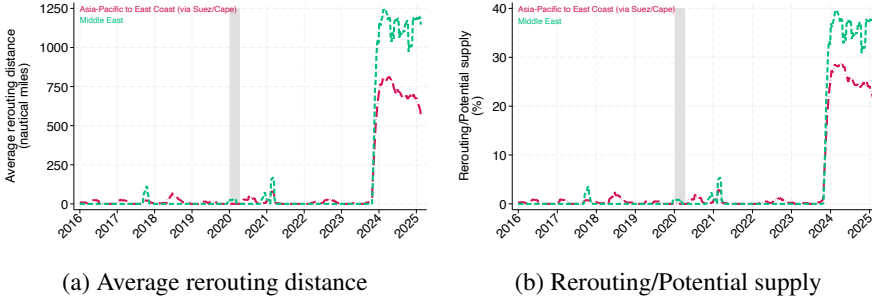 Asia-Pacific to East Coast (via Suez/Cape)
Middle East
Average rerouting distance
(nautical miles)
1250
1000
750
500
250
0
2016 2017 2018 2019 2020 2021 2022 2023 2024 2025
(a) Average rerouting distance
Asia-Pacific to East Coast (via Suez/Cape)
Middle East
Rerouting/Potential supply
(%)
40
30
20
10
0
2016 2017 2018 2019 2020 2021 2022 2023 2024 2025
(b) Rerouting/Potential supply